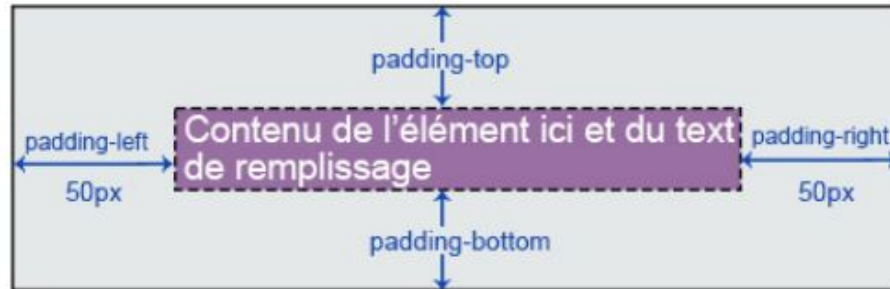 padding-top
padding-left
Contenu de l'élément ici et du text
de remplissage
padding-right
50px
50px
padding-bottom